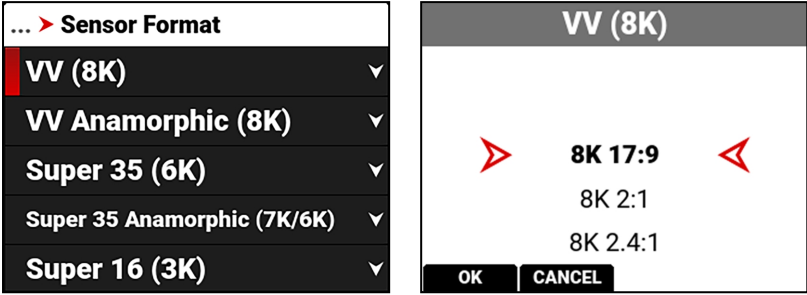 ... Sensor Format
VV (8K)
VV Anamorphic (8K)
Super 35 (6K)
Super 35 Anamorphic (7K/6K)
Super 16 (3K)
VV (8K)
8K 17:9
8K 2:1
8K 2.4:1
OK CANCEL